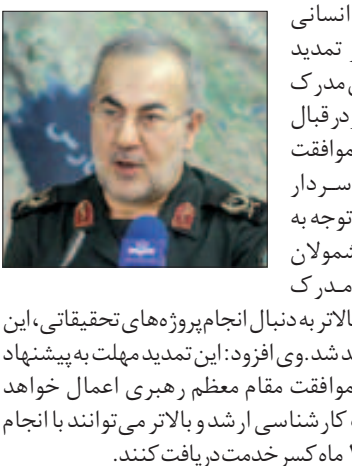 انسانی
تمدید
مدرک
درقبال
موافقت
سردار
توجه به
شمولان
مدرک
بالاتر به دنبال انجام پروژه‌های تحقیقاتی، این
د شد. وی افزود: این تمدید مهلت به پیشنهاد
موافقت مقام معظم رهبری اعمال خواهد
کارشناسی ارشد و بالاتر می‌توانند با انجام
ماه کسر خدمت دریافت کنند.